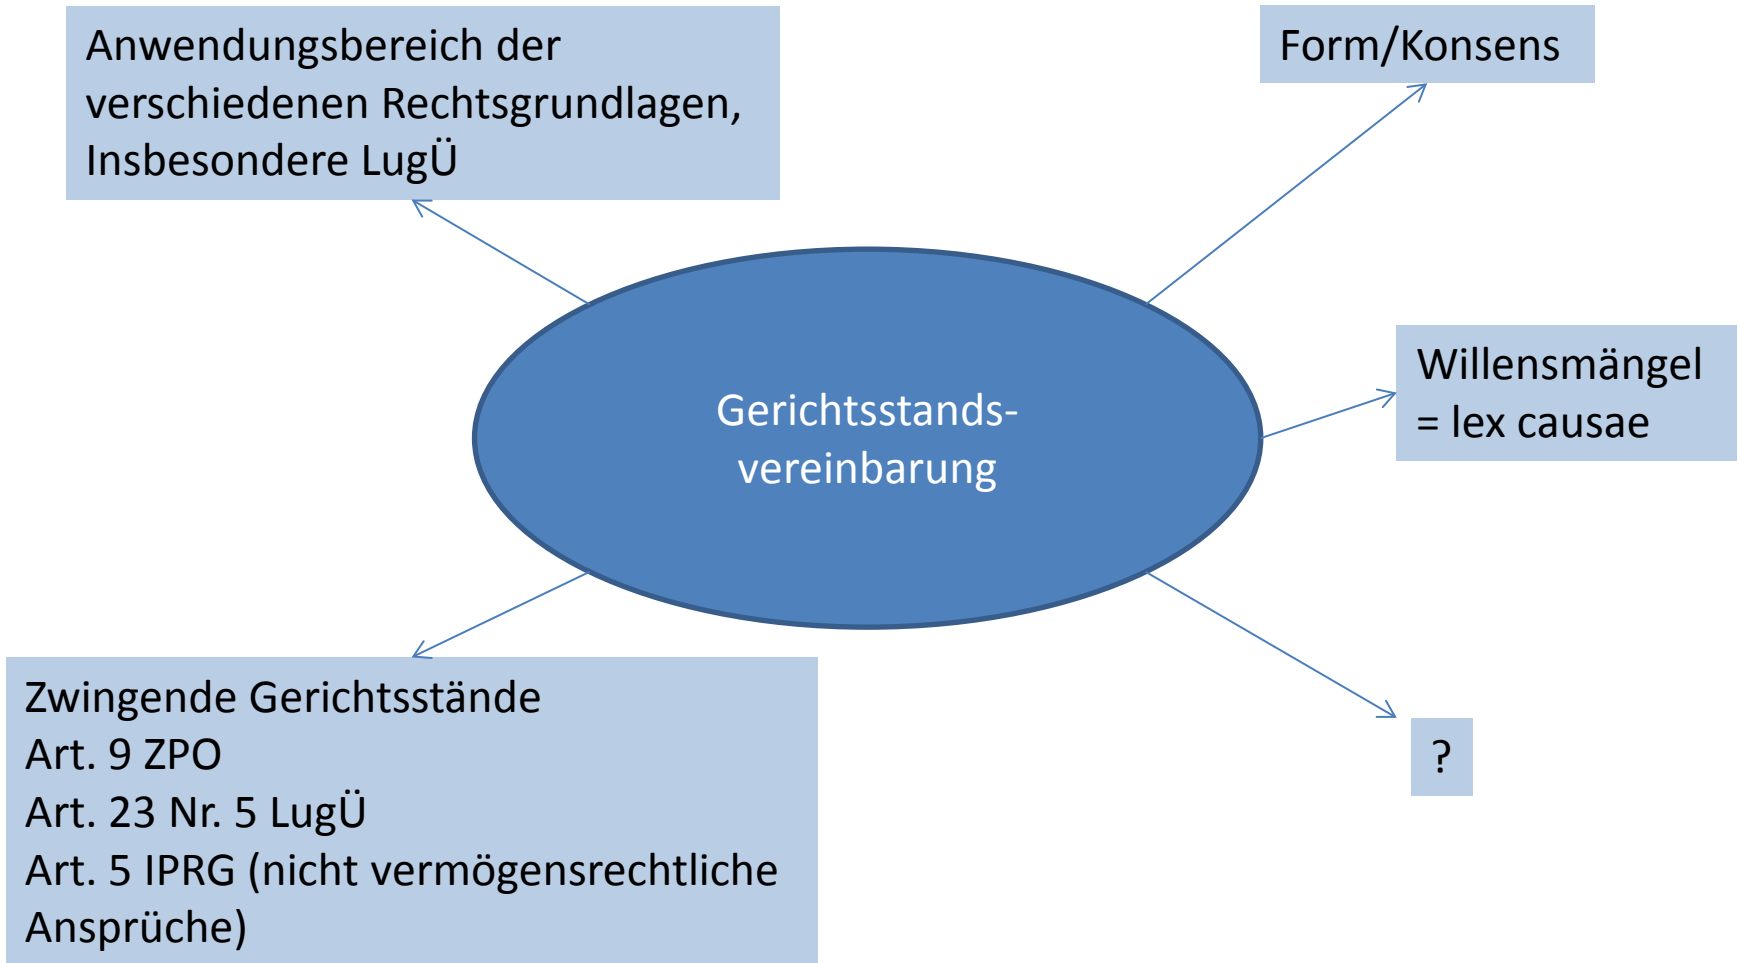 Anwendungsbereich der
verschiedenen Rechtsgrundlagen,
Insbesondere LugÜ
Form/Konsens
Gerichtsstands-
vereinbarung
Willensmängel
= lex causae
Zwingende Gerichtsstände
Art. 9 ZPO
Art. 23 Nr. 5 LugÜ
Art. 5 IPRG (nicht vermögensrechtliche
Ansprüche)
?